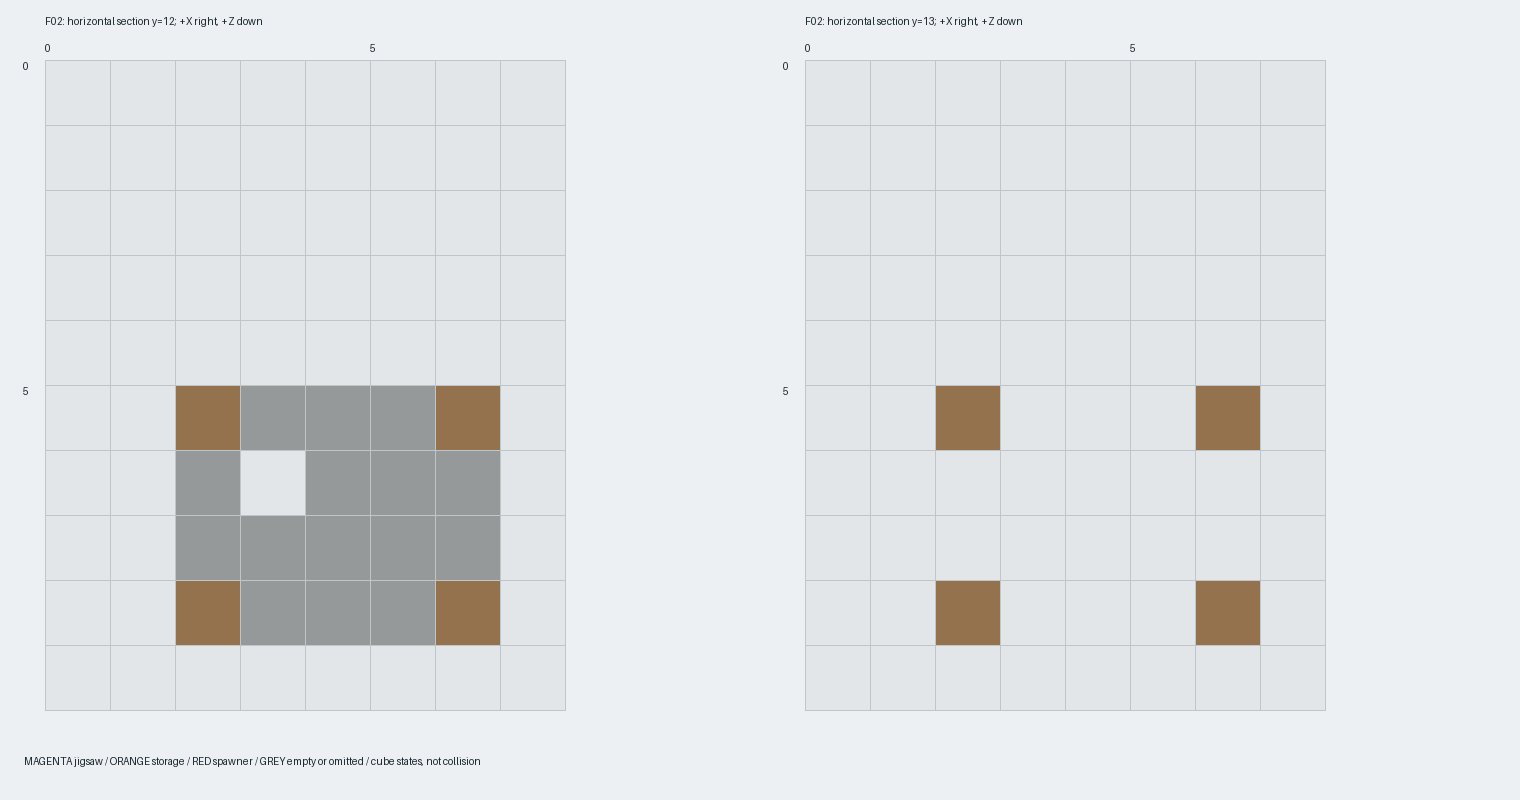 F02: horizontal section y=12; +X right, +Z down
F02: horizontal section y=13; +X right, +Z down
0 5
0 5
0
0
5
5
MAGENTA jigsaw / ORANGE storage / RED spawner / GREY empty or omitted / cube states, not collision